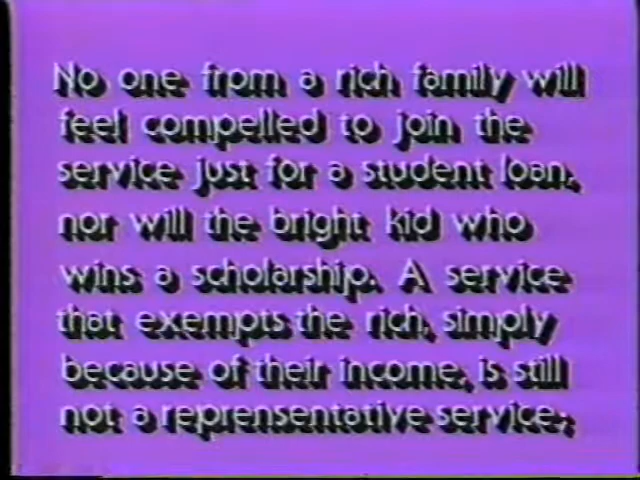 No one from a rich family will
feel compelled to join the
service just for a student loan,
nor will the bright kid who
wins a scholarship. A service
that exempts the rich, simply
because of their income, is still
not a reprensentative service;